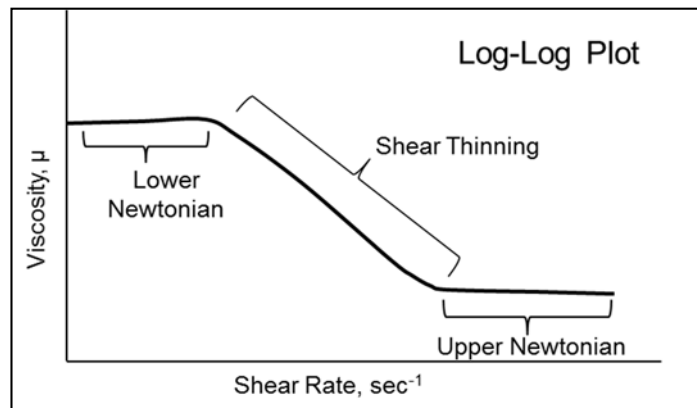 Log-Log Plot
Viscosity, µ
Shear Thinning
Lower
Newtonian
Upper Newtonian
Shear Rate, sec⁻¹